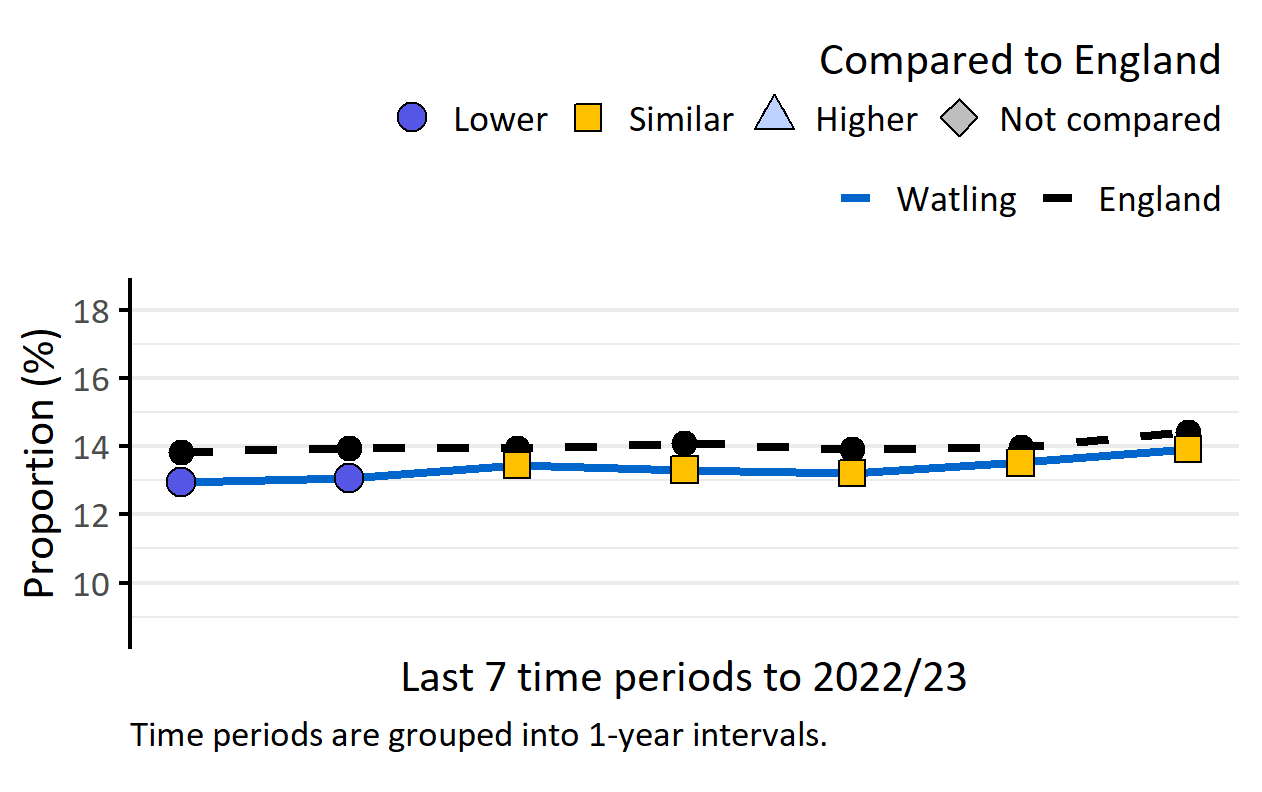 Compared to England
Lower Similar Higher Not compared
Watling England
18
16
14
12
10
Proportion (%)
Last 7 time periods to 2022/23
Time periods are grouped into 1-year intervals.